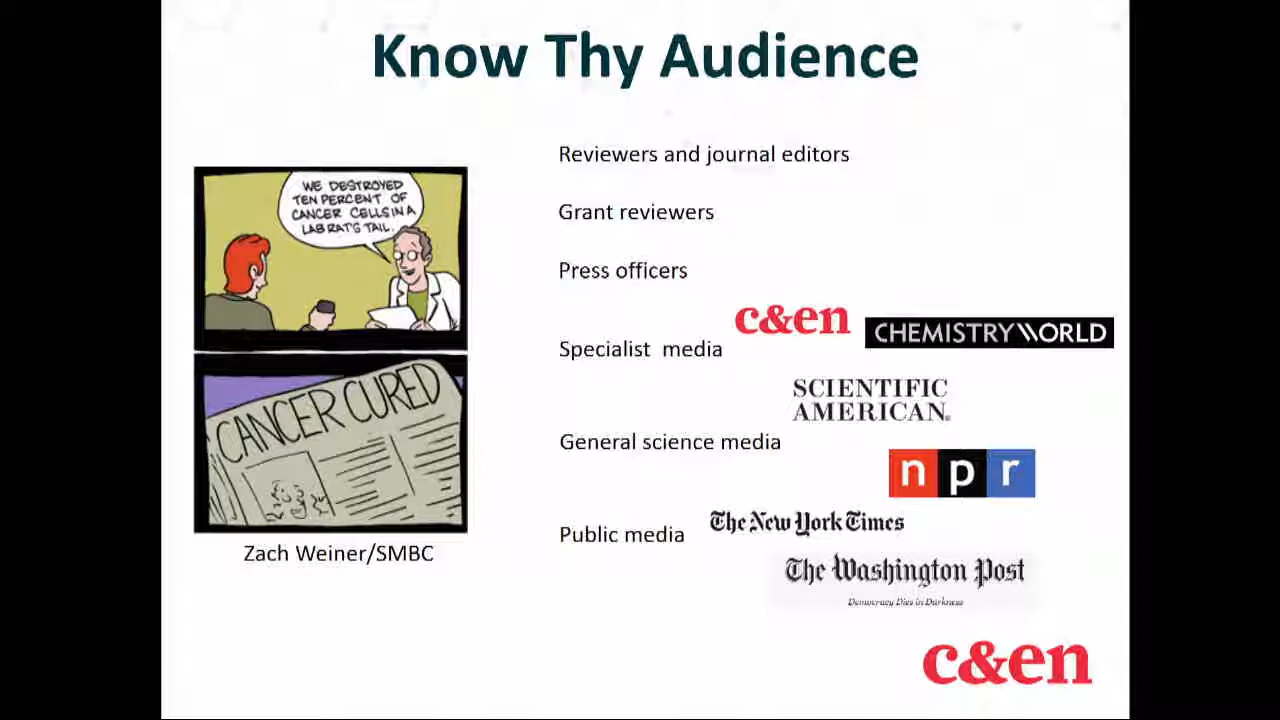 Know Thy Audience
WE DESTROYED
TEN PERCENT OF
CANCER CELLS IN A
LAB RAT'S TAIL.
CANCER CURED
Zach Weiner/SMBC
Reviewers and journal editors
Grant reviewers
Press officers
c&en
CHEMISTRY WORLD
Specialist media
SCIENTIFIC
AMERICAN®
General science media
npr
The New York Times
Public media
The Washington Post
Democracy Dies in Darkness
c&en